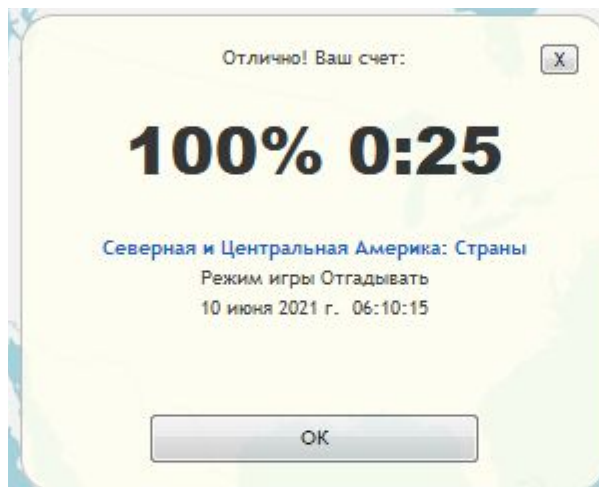 Отлично! Ваш счет:
X
100% 0:25
Северная и Центральная Америка: Страны
Режим игры Отгадывать
10 июня 2021 г. 06:10:15
OK